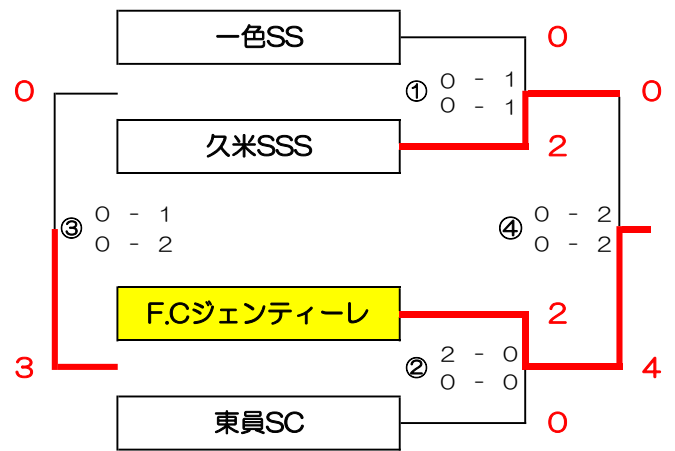 一色SS
0
① 0 - 1
0 - 1
0
0
久米SSS
2
③ 0 - 1
0 - 2
④ 0 - 2
0 - 2
F.Cジェンティーレ
2
② 2 - 0
0 - 0
3
4
東員SC
0